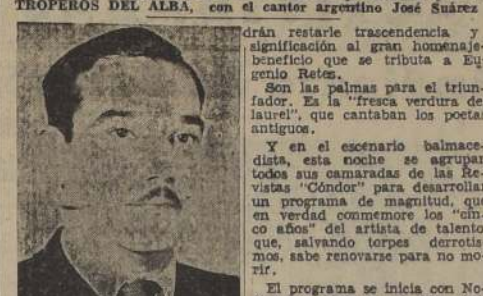 TROPEROS DEL ALBA, con el cantor argentino José Suárez
drán restarle trascendencia y
significación al gran homenaje-
beneficio que se tributa a Eu-
genio Retes.
Son las palmas para el triun-
fador. Es la "fresca verdura de
laurel", que cantaban los poetas
antiguos.
Y en el escenario balmace-
dista, esta noche se agrupan
todos sus camaradas de las Re-
vistas "Cóndor" para desarrollar
un programa de magnitud, que
en verdad conmemore los "cin-
co años" del artista de talento
que, salvando torpes derrotis-
mos, sabe renovarse para no mo-
rir.
El programa se inicia con No-